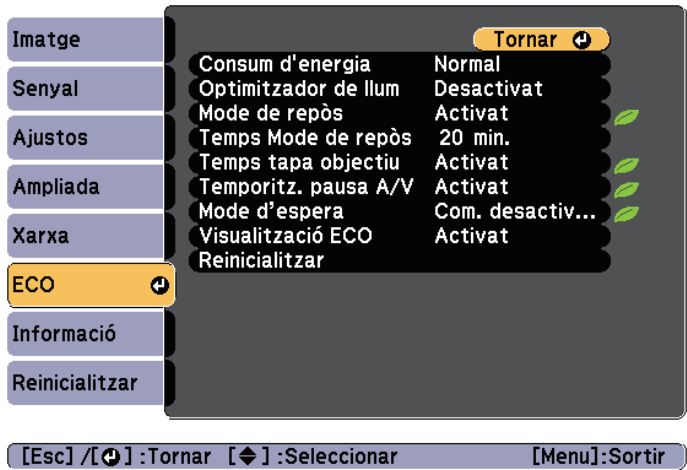 Imatge
Senyal
Ajustos
Ampliada
Xarxa
ECO
Informació
Reinicialitzar
Tornar
Consum d'energia Normal
Optimitzador de llum Desactivat
Mode de repòs Activat
Temps Mode de repòs 20 min.
Temps tapa objectiu Activat
Temporitz. pausa A/V Activat
Mode d’espera Com. desactiv...
Visualització ECO Activat
Reinicialitzar
[Esc] /[ ] :Tornar [ ] :Seleccionar [Menu]:Sortir